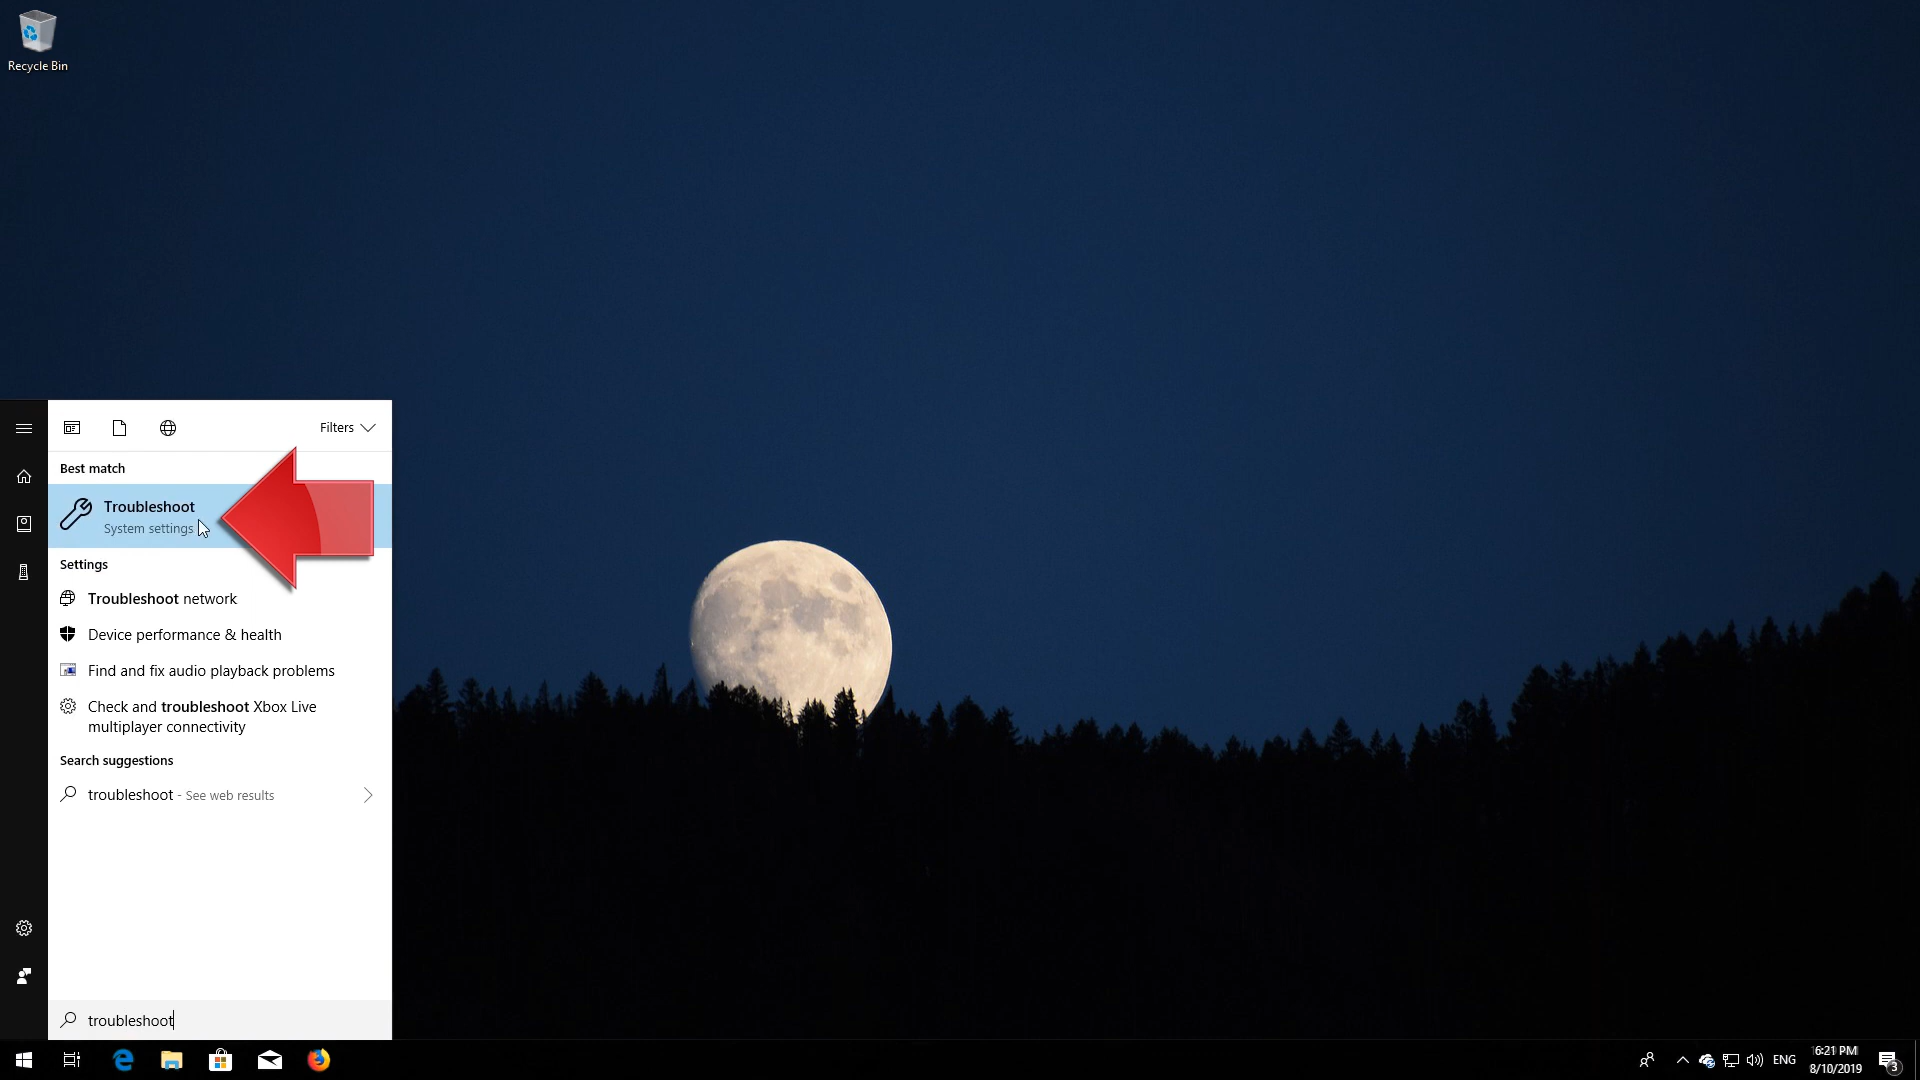 Recycle Bin
Filters
Best match
Troubleshoot
System settings
Settings
Troubleshoot network
Device performance & health
Find and fix audio playback problems
Check and troubleshoot Xbox Live
multiplayer connectivity
Search suggestions
troubleshoot - See web results
troubleshoot
ENG
6:21 PM
8/10/2019
3